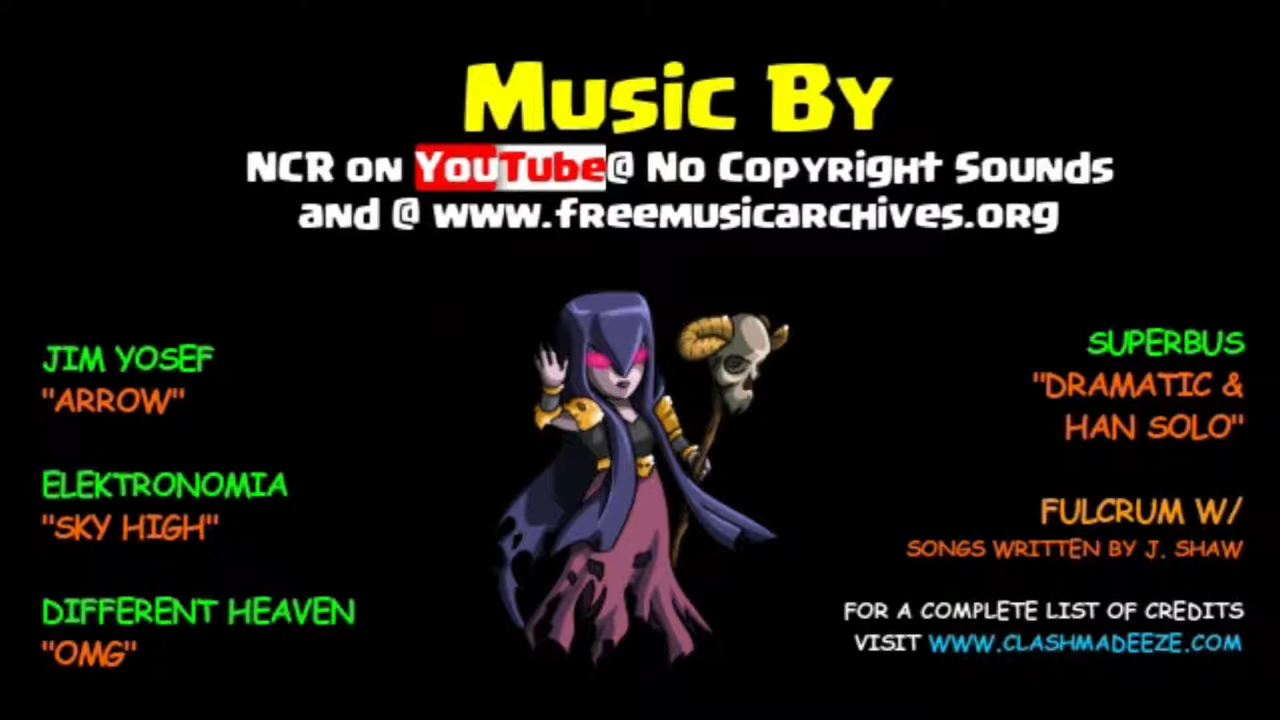 Music By
NCR on YouTube@ No Copyright Sounds
and @ www.freemusicarchives.org
JIM YOSEF
"ARROW"
ELEKTRONOMIA
"SKY HIGH"
DIFFERENT HEAVEN
"OMG"
SUPERBUS
"DRAMATIC &
HAN SOLO"
FULCRUM W/
SONGS WRITTEN BY J. SHAW
FOR A COMPLETE LIST OF CREDITS
VISIT WWW.CLASHMADEEZE.COM